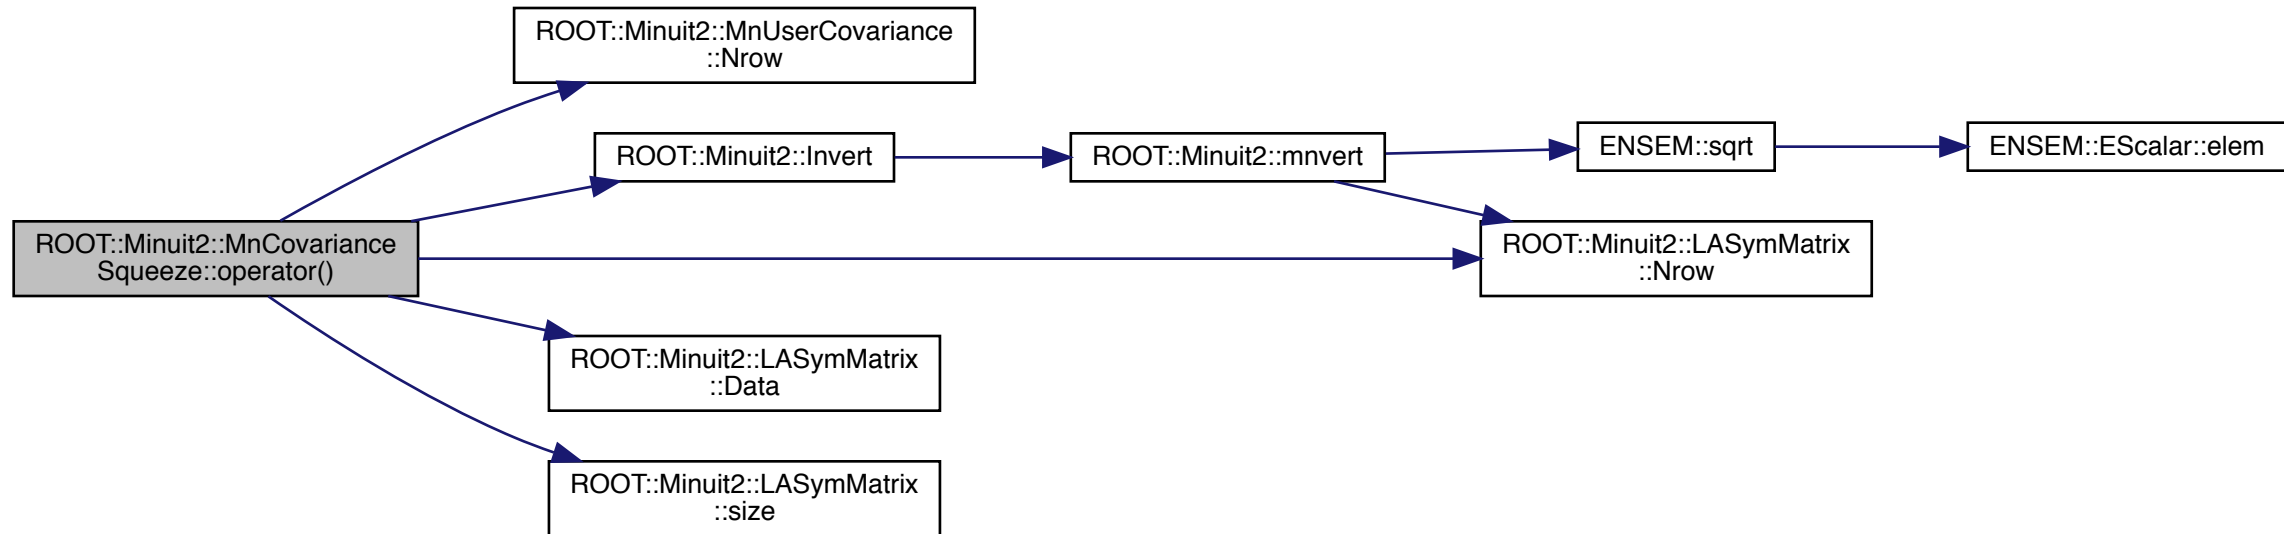 ROOT::Minuit2::MnUserCovariance
::Nrow
ROOT::Minuit2::Invert
ROOT::Minuit2::mnvert
ENSEM::sqrt
ENSEM::EScalar::elem
ROOT::Minuit2::MnCovariance
Squeeze::operator()
ROOT::Minuit2::LASymMatrix
::Nrow
ROOT::Minuit2::LASymMatrix
::Data
ROOT::Minuit2::LASymMatrix
::size